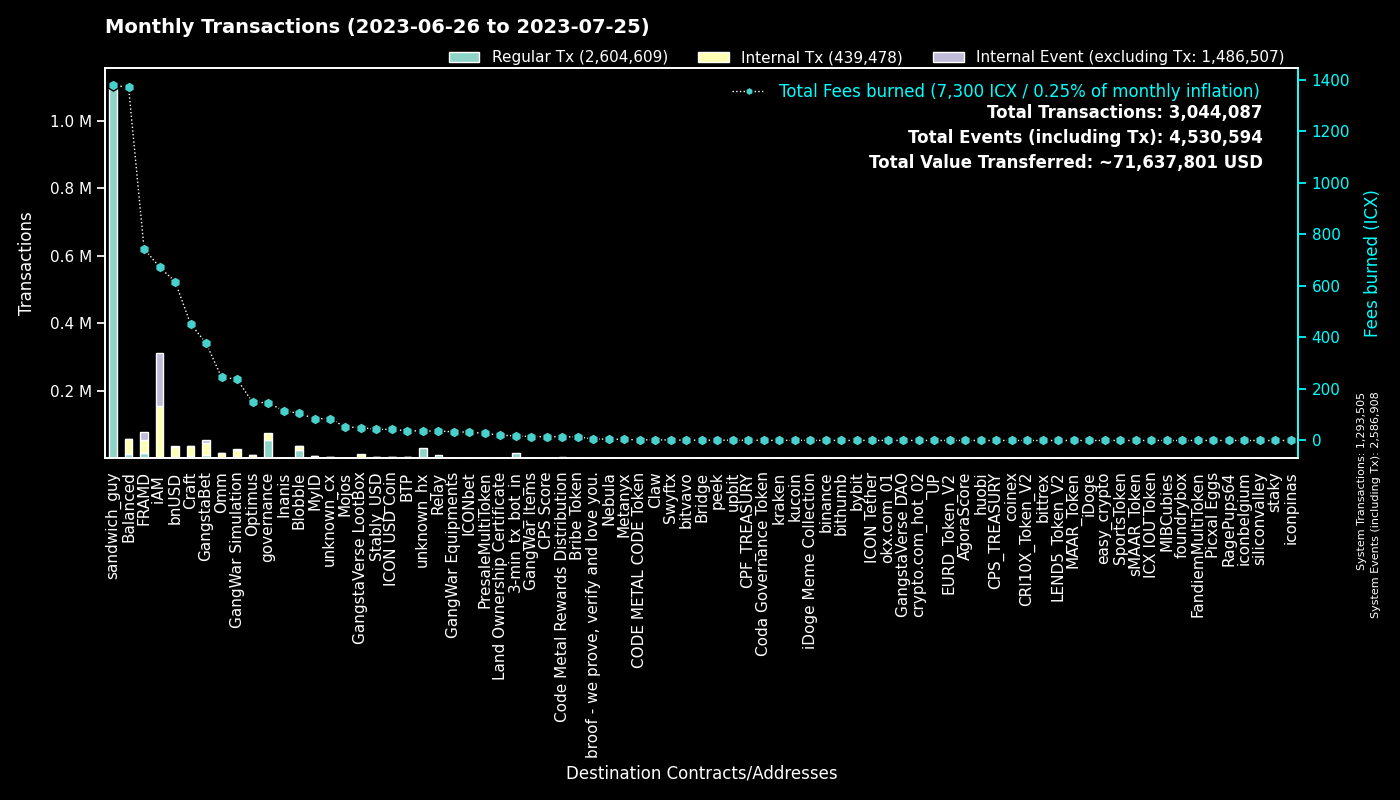 Monthly Transactions (2023-06-26 to 2023-07-25)
Regular Tx (2,604,609)
Internal Tx (439,478)
Internal Event (excluding Tx: 1,486,507)
Total Fees burned (7,300 ICX / 0.25% of monthly inflation)
Total Transactions: 3,044,087
Total Events (including Tx): 4,530,594
Total Value Transferred: ~71,637,801 USD
Transactions
1.0 M
0.8 M
0.6 M
0.4 M
0.2 M
1400
1200
1000
800
600
400
200
0
Fees burned (ICX)
System Transactions: 1,293,505
System Events (including Tx): 2,586,908
sandwich_guy
Balanced
FRAMD
iAM
bnUSD
Craft
GangstaBet
Omm
GangWar Simulation
Optimus
governance
Inanis
Blobble
MyID
unknown_cx
Mojos
GangstaVerse LootBox
Stably_USD
ICON USD Coin
BTP
unknown_hx
Relay
GangWar Equipments
ICONbet
PresaleMultiToken
Land Ownership Certificate
3-min_tx_bot_in
GangWar Items
CPS Score
Code Metal Rewards Distribution
Bribe Token
broof - we prove, verify and love you.
Nebula
Metanyx
CODE METAL CODE Token
Claw
Swyftx
bitvavo
Bridge
peek
upbit
CPF_TREASURY
Coda Governance Token
kraken
kucoin
iDoge Meme Collection
binance
bithumb
bybit
ICON Tether
okx.com_01
GangstaVerse DAO
crypto.com_hot_02
_UP
EURD_Token_V2
AgoraScore
huobi
CPS_TREASURY
coinex
CRI10X_Token_V2
bittrex
LEND5_Token_V2
MAAR_Token
iDoge
easy_crypto
SportsToken
sMAAR_Token
ICX_IOU_Token
MIBCubies
foundrybox
FandiemMultiToken
Picxal_Eggs
RagePups64
iconbelgium
siliconvalley
staky
iconpinas
Destination Contracts/Addresses